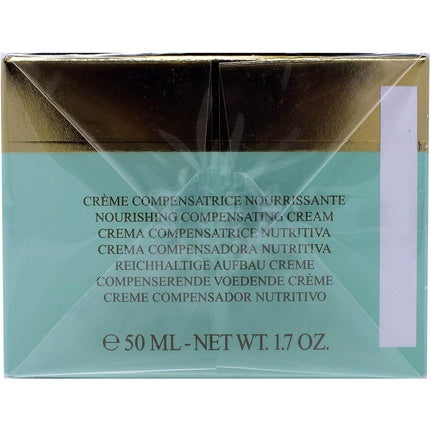 CRÈME COMPENSATRICE NOURRISSANTE
NOURISHING COMPENSATING CREAM
CREMA COMPENSATRICE NUTRITIVA
CREMA COMPENSADORA NUTRITIVA
REICHHALTIGE AUFBAU CREME
COMPENSERENDE VOEDENDE CRÈME
CREME COMPENSADOR NUTRITIVO
℮ 50 ML - NET WT. 1.7 OZ.